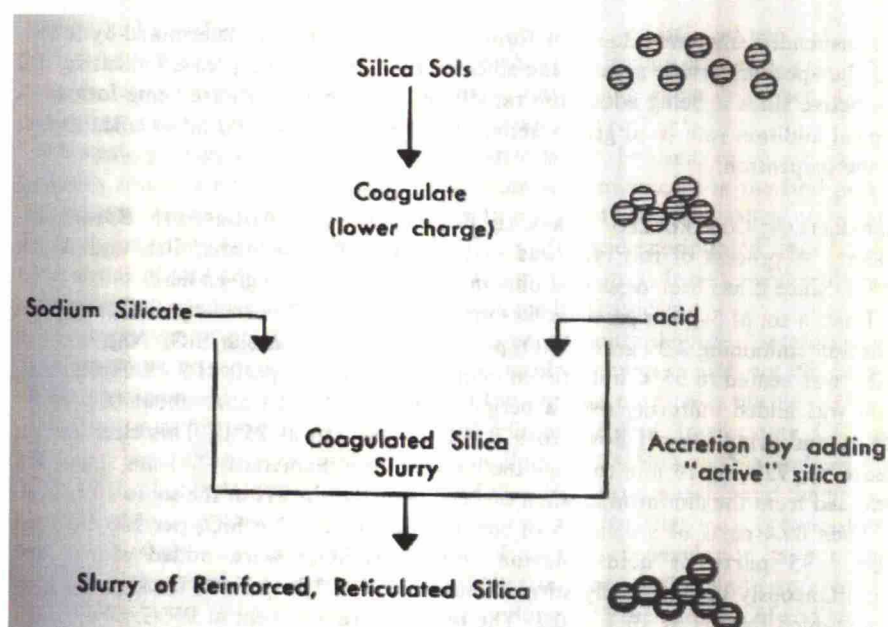 Silica Sols
Coagulate
(lower charge)
Sodium Silicate
acid
Coagulated Silica
Slurry
Accretion by adding
"active" silica
Slurry of Reinforced, Reticulated Silica